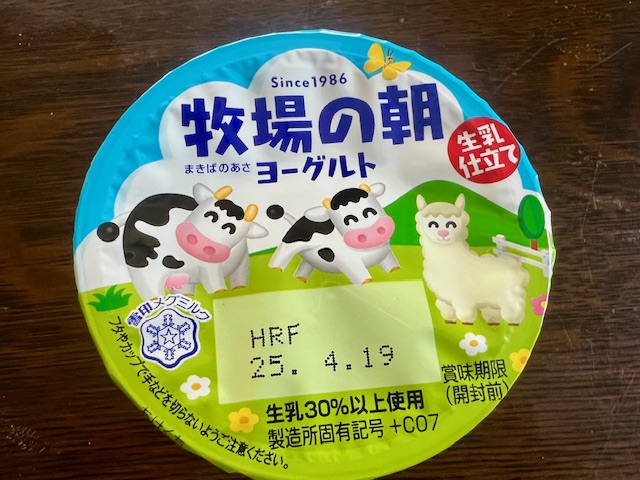 Since1986
牧場の朝
まきばのあさ
ヨーグルト
生乳
仕立て
雪印メグミルク
HRF
25. 4.19
賞味期限
(開封前)
生乳30%以上使用
製造所固有記号 +C07
フタやカップで手などを切らないようご注意ください。